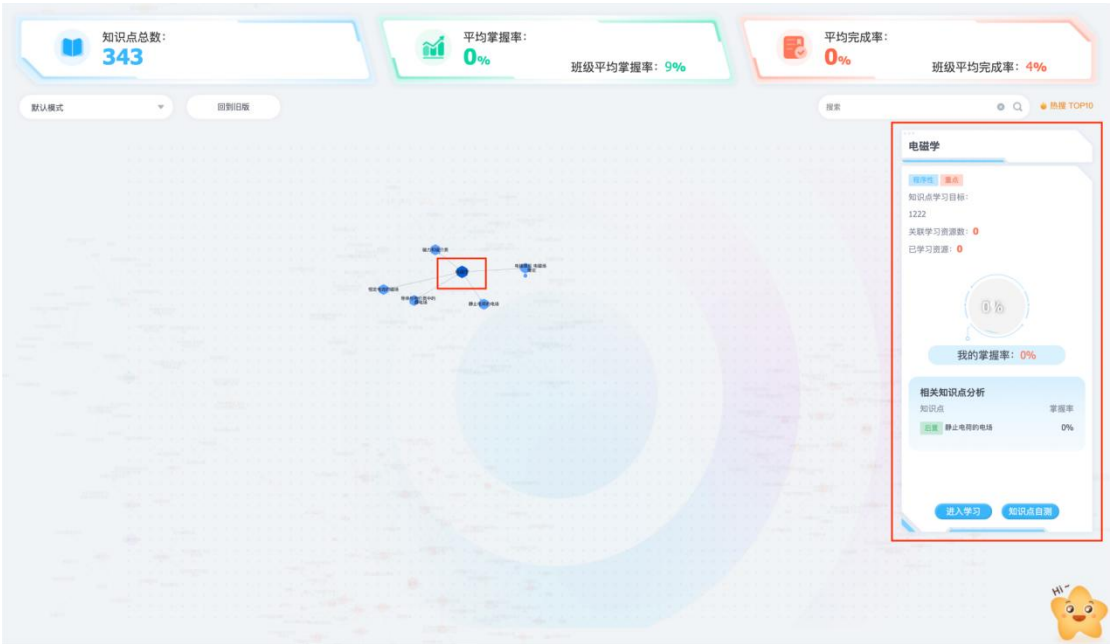 知识点总数:
343
平均掌握率:
0%
班级平均掌握率: 9%
平均完成率:
0%
班级平均完成率: 4%
默认模式
回到旧版
搜索
热搜 TOP10
电磁学
程序性 重点
知识点学习目标:
1222
关联学习资源数: 0
已学习资源: 0
0%
我的掌握率: 0%
相关知识点分析
知识点 掌握率
后置 静止电荷的电场 0%
静止电荷的电场
进入学习 知识点自测
Hi~